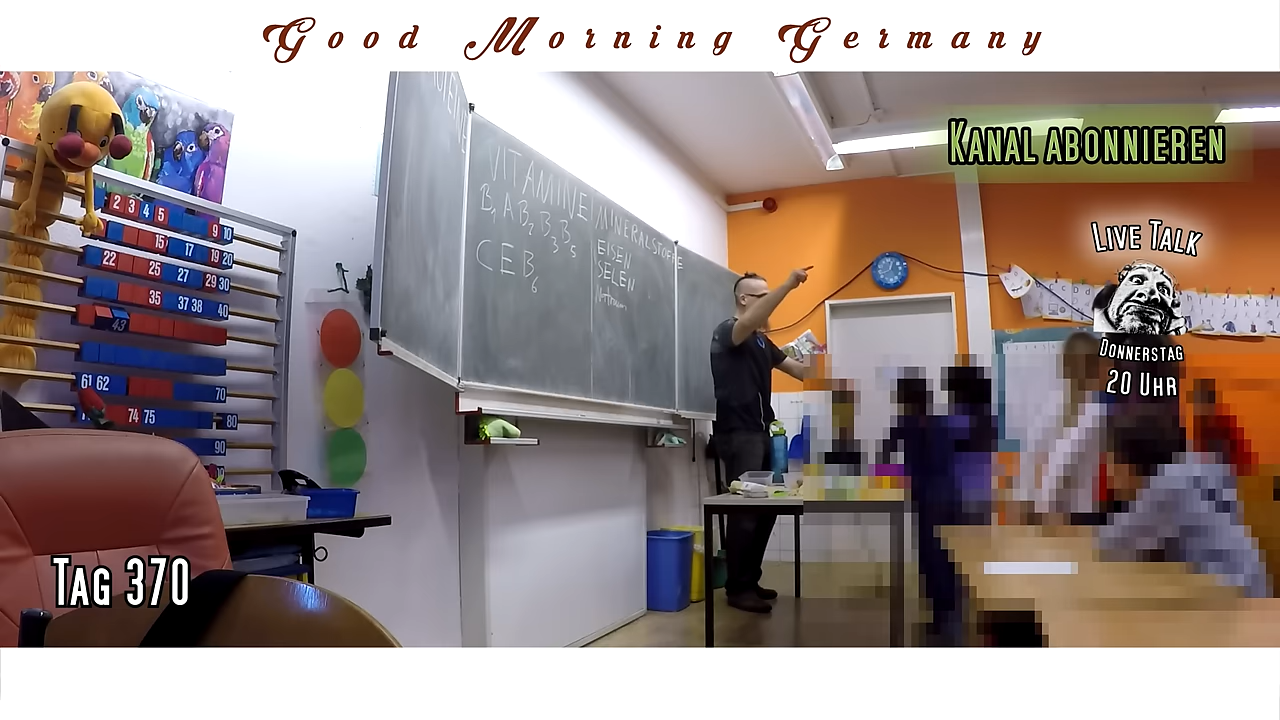 Good Morning Germany
KANAL ABONNIEREN
LIVE TALK
DONNERSTAG
20 UHR
TAG 370
VITAMINE
B1 A B2 B3 B5
C E B6
MINERALSTOFFE
EISEN
SELEN
2 3 4 5 9 10
15 17 19 20
22 25 27 29 30
35 37 38 40
43
61 62 70
74 75 80
90